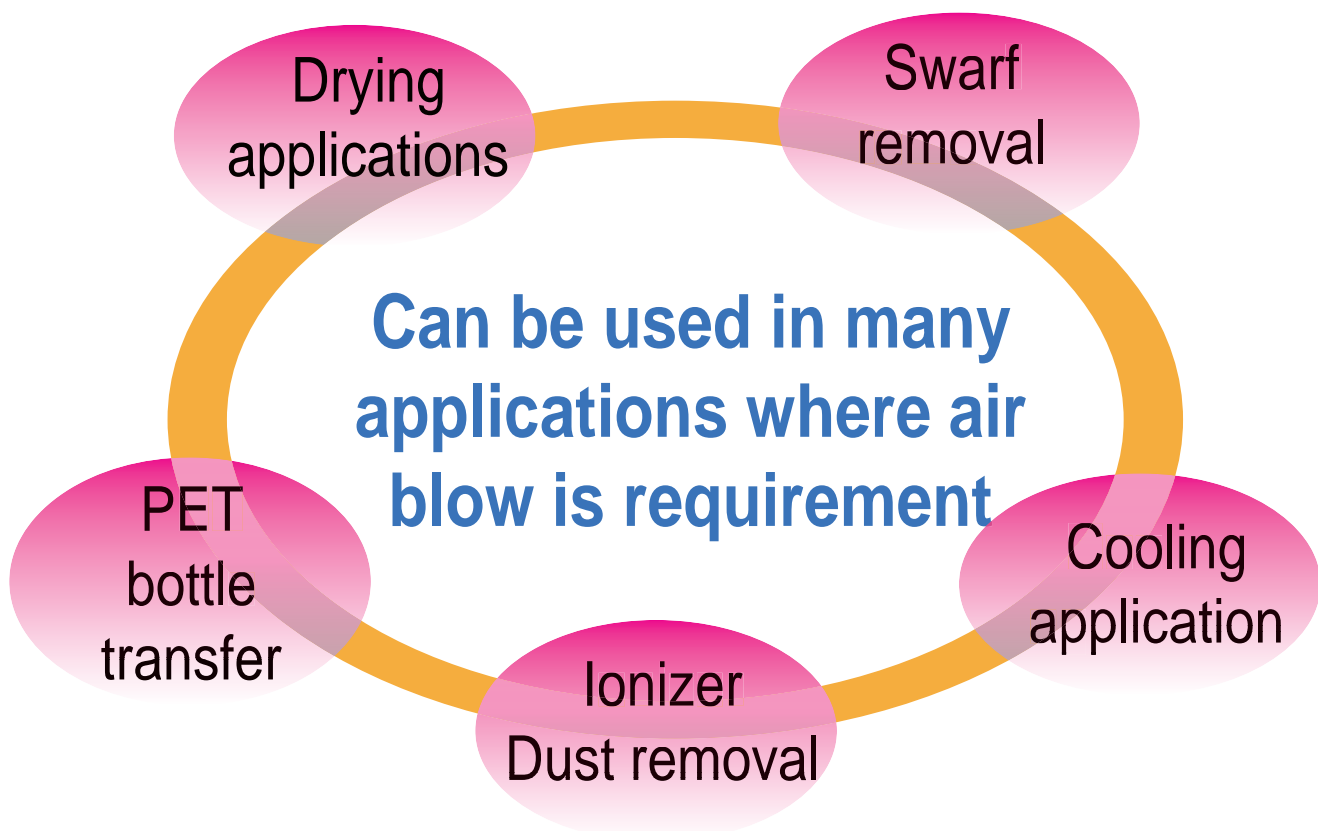 Drying
applications
Swarf
removal
Can be used in many
applications where air
blow is requirement
PET
bottle
transfer
Cooling
application
Ionizer
Dust removal